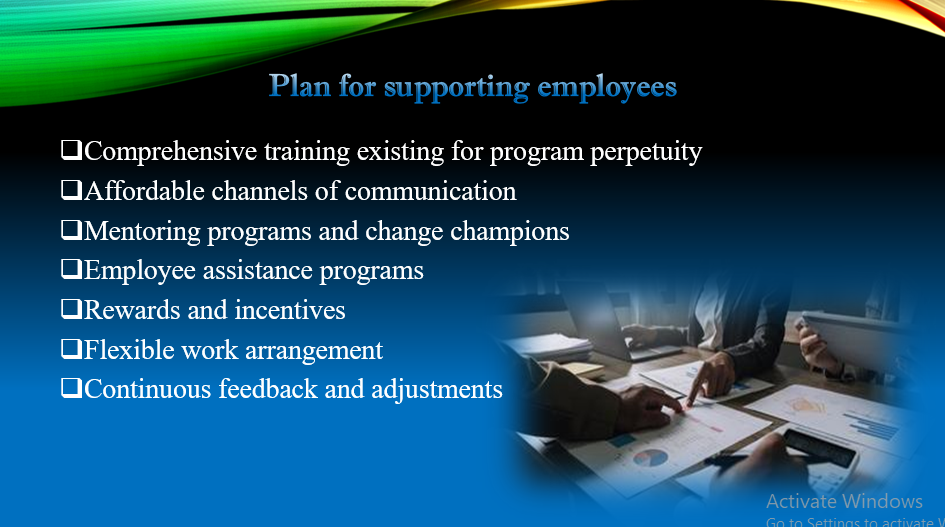 Plan for supporting employees
❑Comprehensive training existing for program perpetuity
❑Affordable channels of communication
❑Mentoring programs and change champions
❑Employee assistance programs
❑Rewards and incentives
❑Flexible work arrangement
❑Continuous feedback and adjustments
Activate Windows
Go to Settings to activate